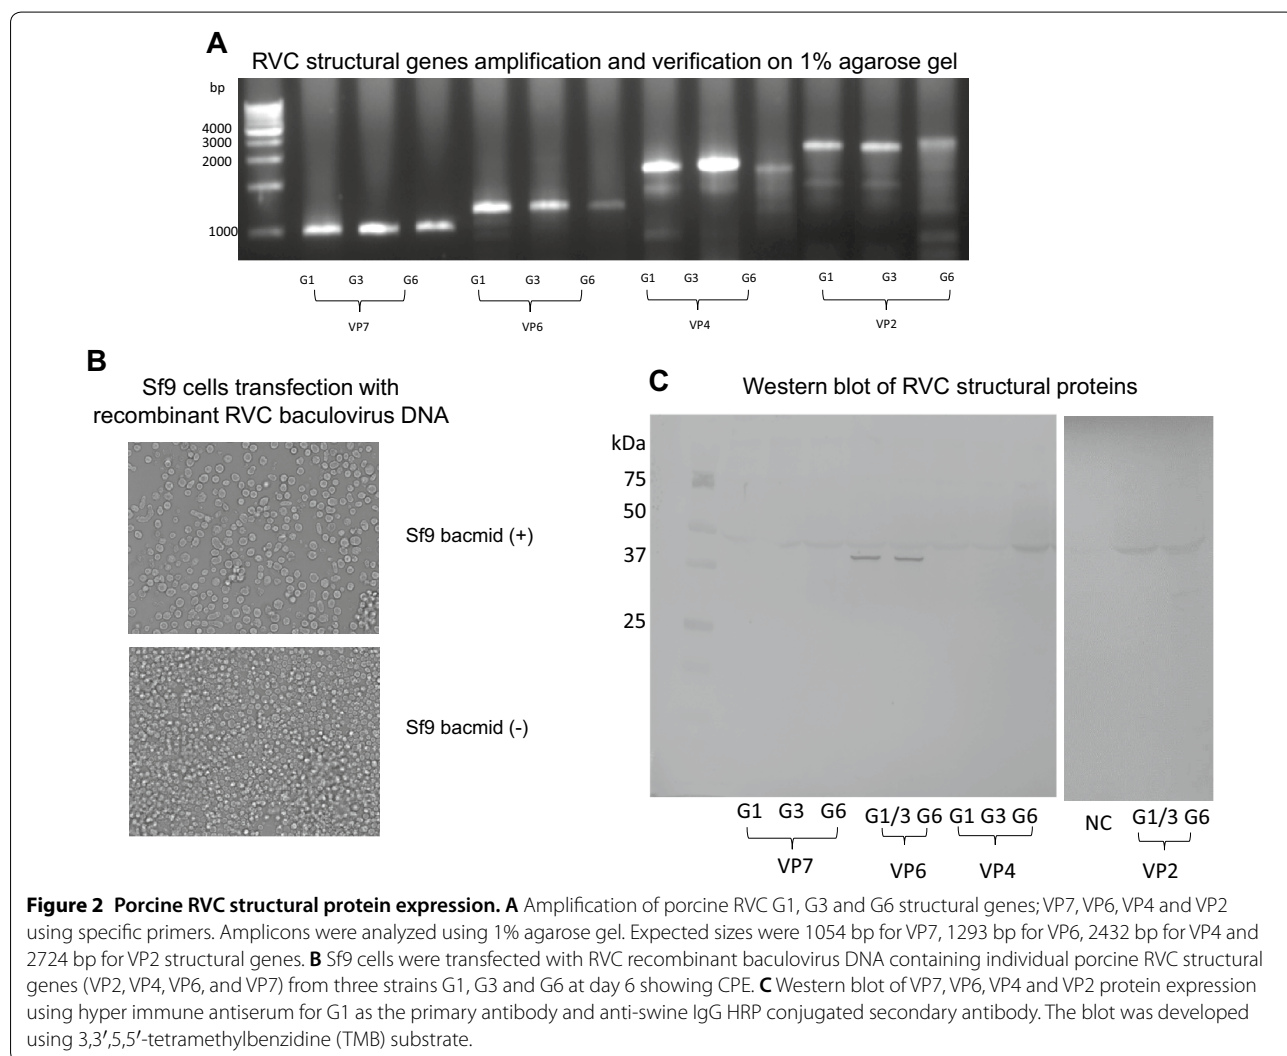 A
RVC structural genes amplification and verification on 1% agarose gel
bp
4000
3000
2000
1000
G1 G3 G6 G1 G3 G6 G1 G3 G6 G1 G3 G6
VP7 VP6 VP4 VP2
B
Sf9 cells transfection with
recombinant RVC baculovirus DNA
Sf9 bacmid (+)
Sf9 bacmid (-)
C
Western blot of RVC structural proteins
kDa
75
50
37
25
G1 G3 G6 G1/3 G6 G1 G3 G6 NC G1/3 G6
VP7 VP6 VP4 VP2
Figure 2 Porcine RVC structural protein expression. A Amplification of porcine RVC G1, G3 and G6 structural genes; VP7, VP6, VP4 and VP2
using specific primers. Amplicons were analyzed using 1% agarose gel. Expected sizes were 1054 bp for VP7, 1293 bp for VP6, 2432 bp for VP4 and
2724 bp for VP2 structural genes. B Sf9 cells were transfected with RVC recombinant baculovirus DNA containing individual porcine RVC structural
genes (VP2, VP4, VP6, and VP7) from three strains G1, G3 and G6 at day 6 showing CPE. C Western blot of VP7, VP6, VP4 and VP2 protein expression
using hyper immune antiserum for G1 as the primary antibody and anti-swine IgG HRP conjugated secondary antibody. The blot was developed
using 3,3′,5,5′-tetramethylbenzidine (TMB) substrate.